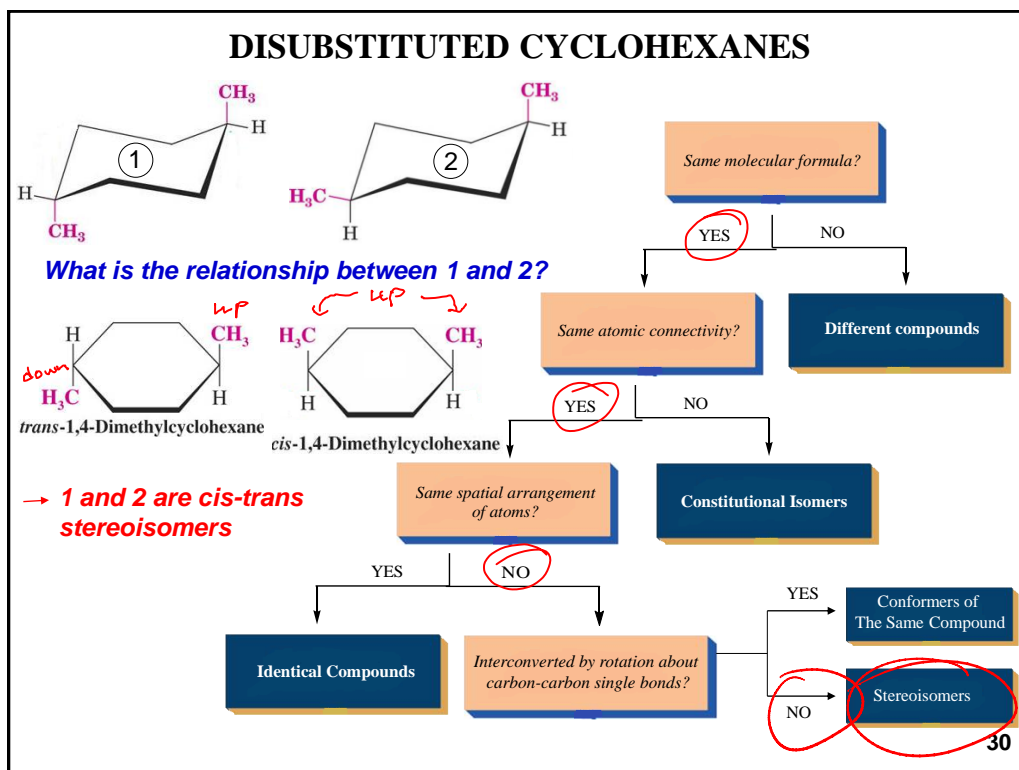 DISUBSTITUTED CYCLOHEXANES
CH₃
H
1
H
CH₃
CH₃
H
2
H₃C
H
What is the relationship between 1 and 2?
up
H
CH₃
down
H₃C
H
trans-1,4-Dimethylcyclohexane
up
H₃C
CH₃
H
H
cis-1,4-Dimethylcyclohexane
→ 1 and 2 are cis-trans
stereoisomers
Same molecular formula?
YES
NO
Same atomic connectivity?
Different compounds
YES
NO
Same spatial arrangement
of atoms?
Constitutional Isomers
YES
NO
Identical Compounds
Interconverted by rotation about
carbon-carbon single bonds?
YES
Conformers of
The Same Compound
NO
Stereoisomers
30